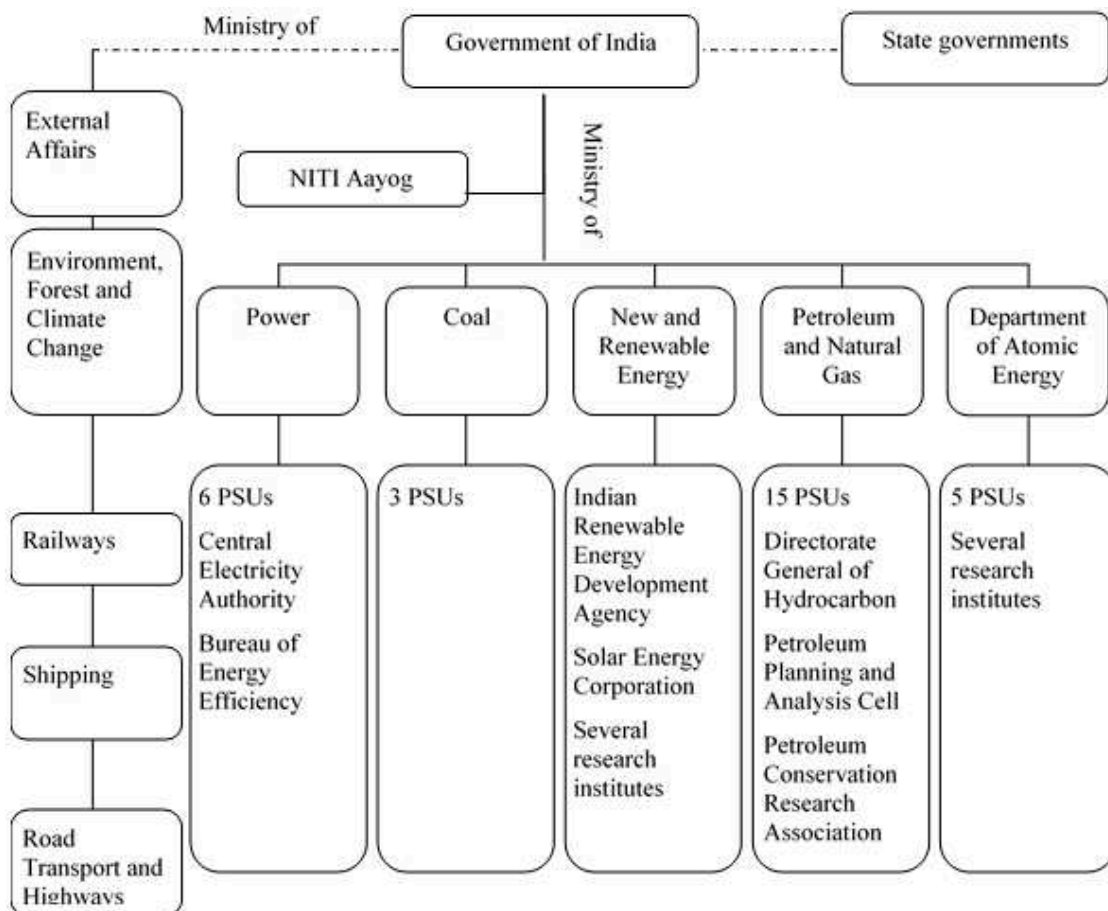 Ministry of
Government of India
State governments
External
Affairs
Ministry of
NITI Aayog
Environment,
Forest and
Climate
Change
Power
Coal
New and
Renewable
Energy
Petroleum
and Natural
Gas
Department
of Atomic
Energy
Railways
Shipping
Road
Transport and
Highways
6 PSUs
Central
Electricity
Authority
Bureau of
Energy
Efficiency
3 PSUs
Indian
Renewable
Energy
Development
Agency
Solar Energy
Corporation
Several
research
institutes
15 PSUs
Directorate
General of
Hydrocarbon
Petroleum
Planning and
Analysis Cell
Petroleum
Conservation
Research
Association
5 PSUs
Several
research
institutes